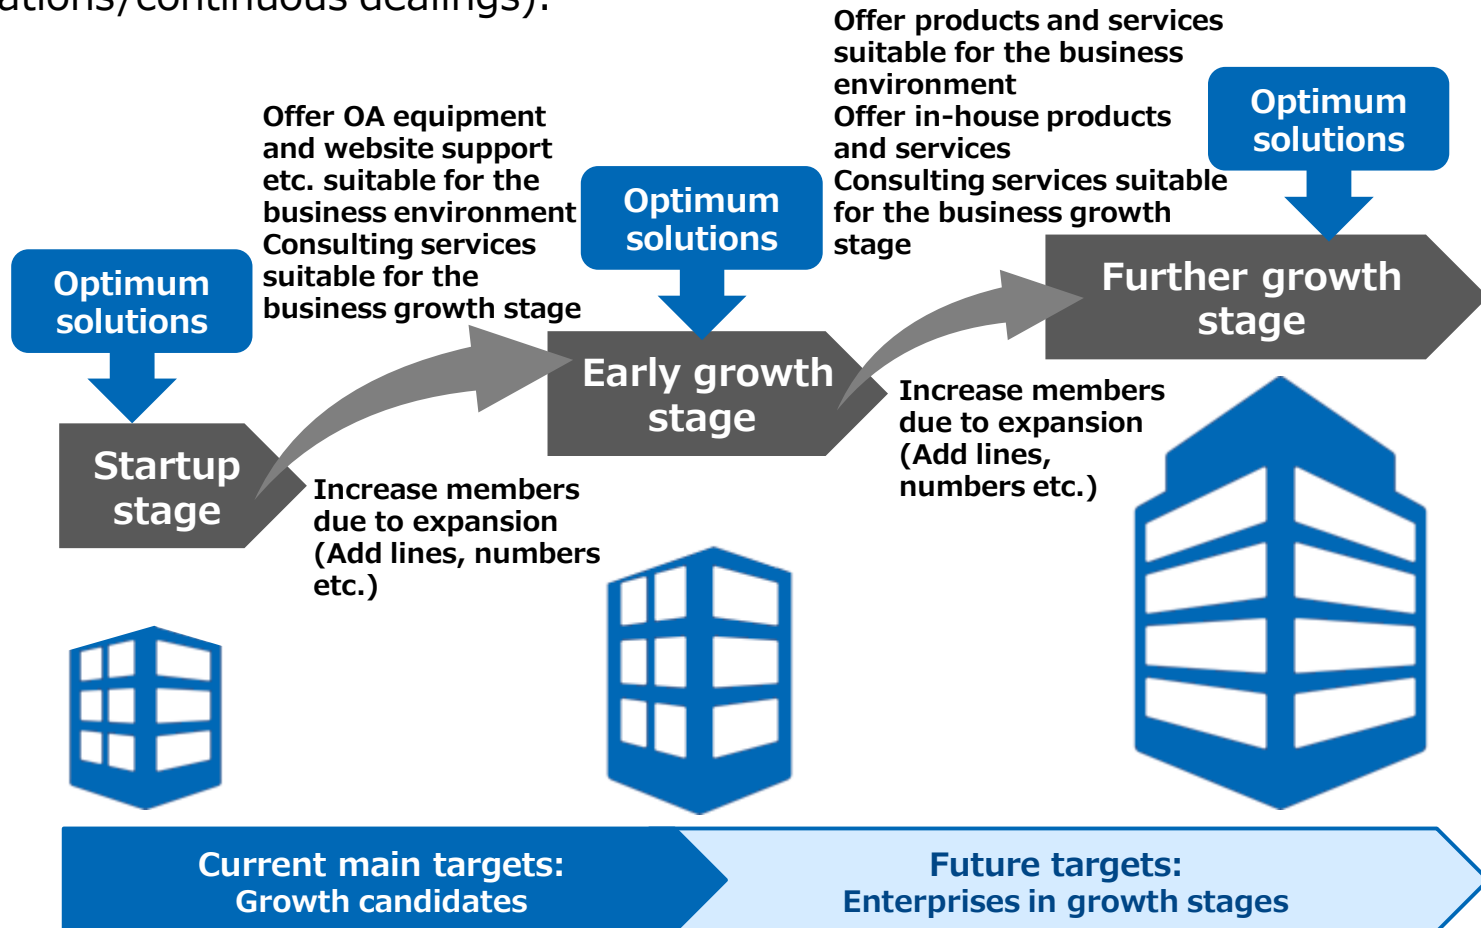 ations/continuous dealings).
Offer products and services
suitable for the business
environment
Offer in-house products
and services
Consulting services suitable
for the business growth
stage
Optimum
solutions
Offer OA equipment
and website support
etc. suitable for the
business environment
Consulting services
suitable for the
business growth stage
Optimum
solutions
Optimum
solutions
Further growth
stage
Early growth
stage
Increase members
due to expansion
(Add lines,
numbers etc.)
Startup
stage
Increase members
due to expansion
(Add lines, numbers
etc.)
Current main targets:
Growth candidates
Future targets:
Enterprises in growth stages